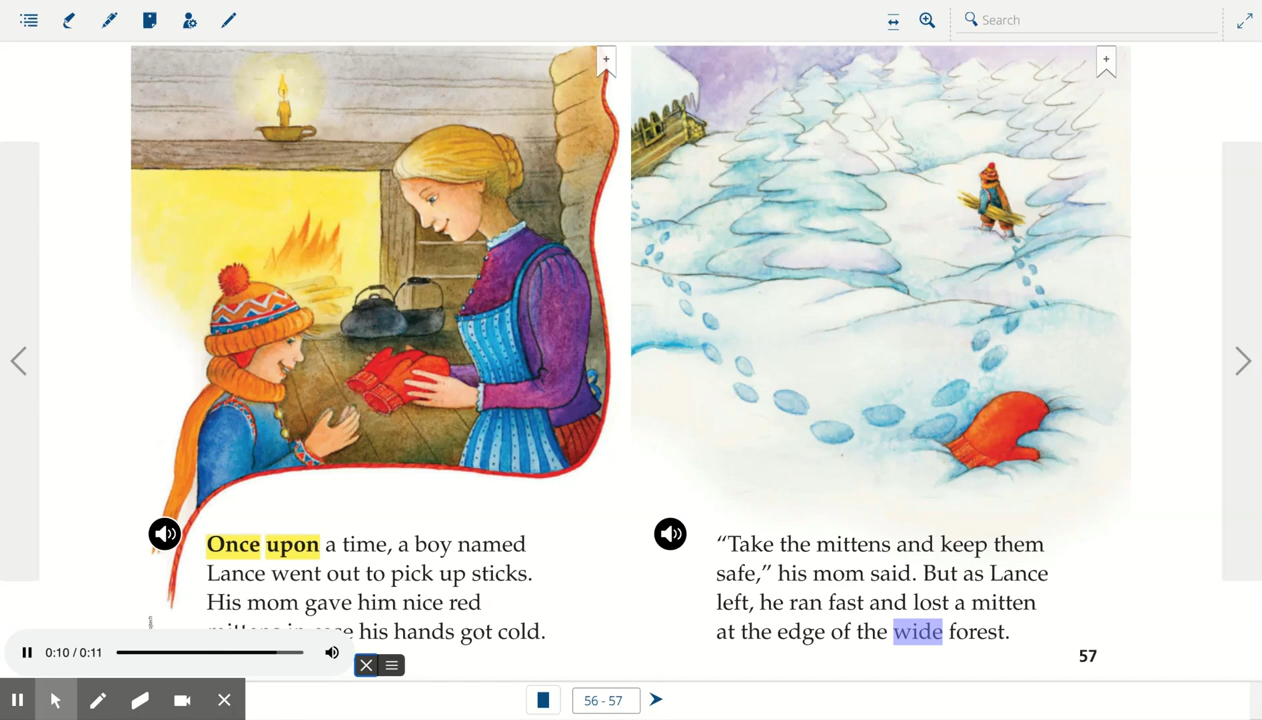 Search
Once upon a time, a boy named
Lance went out to pick up sticks.
His mom gave him nice red
his hands got cold.
“Take the mittens and keep them
safe,” his mom said. But as Lance
left, he ran fast and lost a mitten
at the edge of the wide forest.
57
0:10 / 0:11
56 - 57